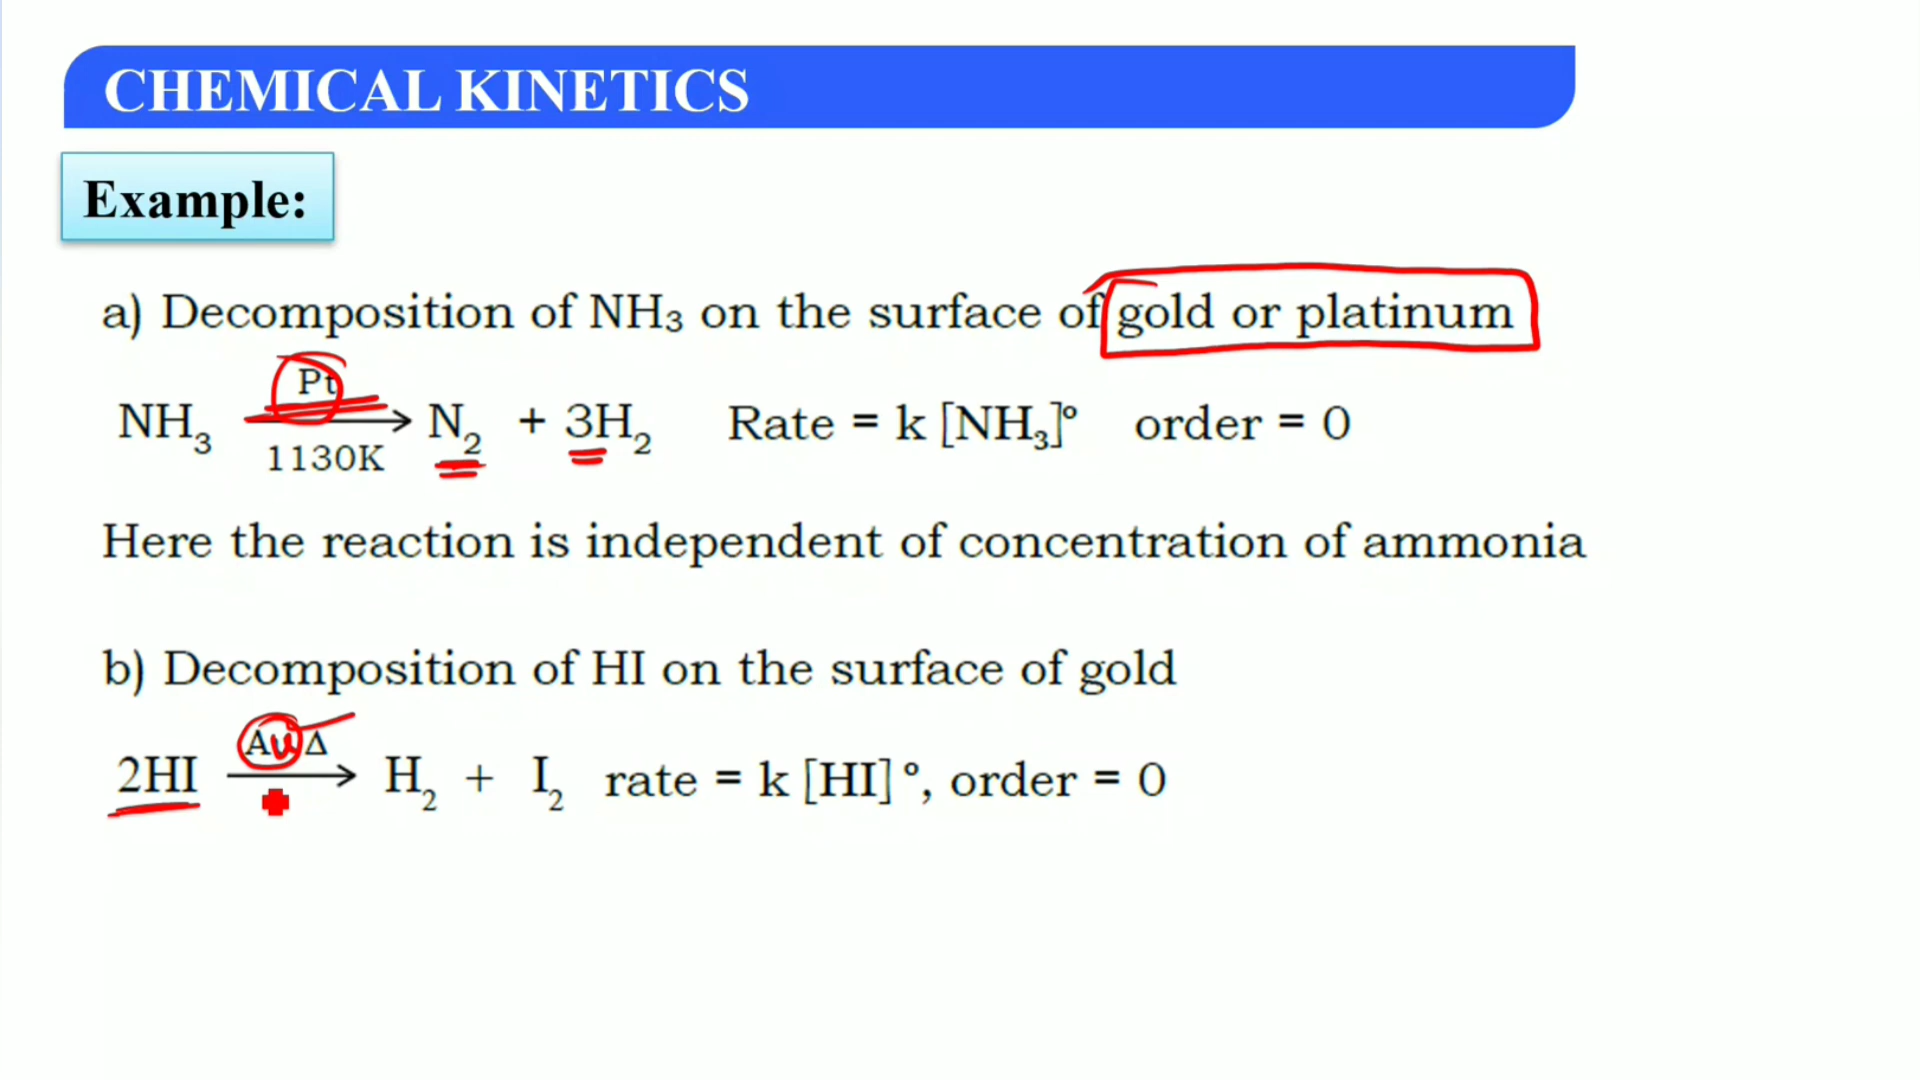 CHEMICAL KINETICS
Example:
a) Decomposition of NH₃ on the surface of gold or platinum
NH₃ Pt 1130K → N₂ + 3H₂ Rate = k [NH₃]° order = 0
Here the reaction is independent of concentration of ammonia
b) Decomposition of HI on the surface of gold
2HI Au Δ → H₂ + I₂ rate = k [HI]°, order = 0